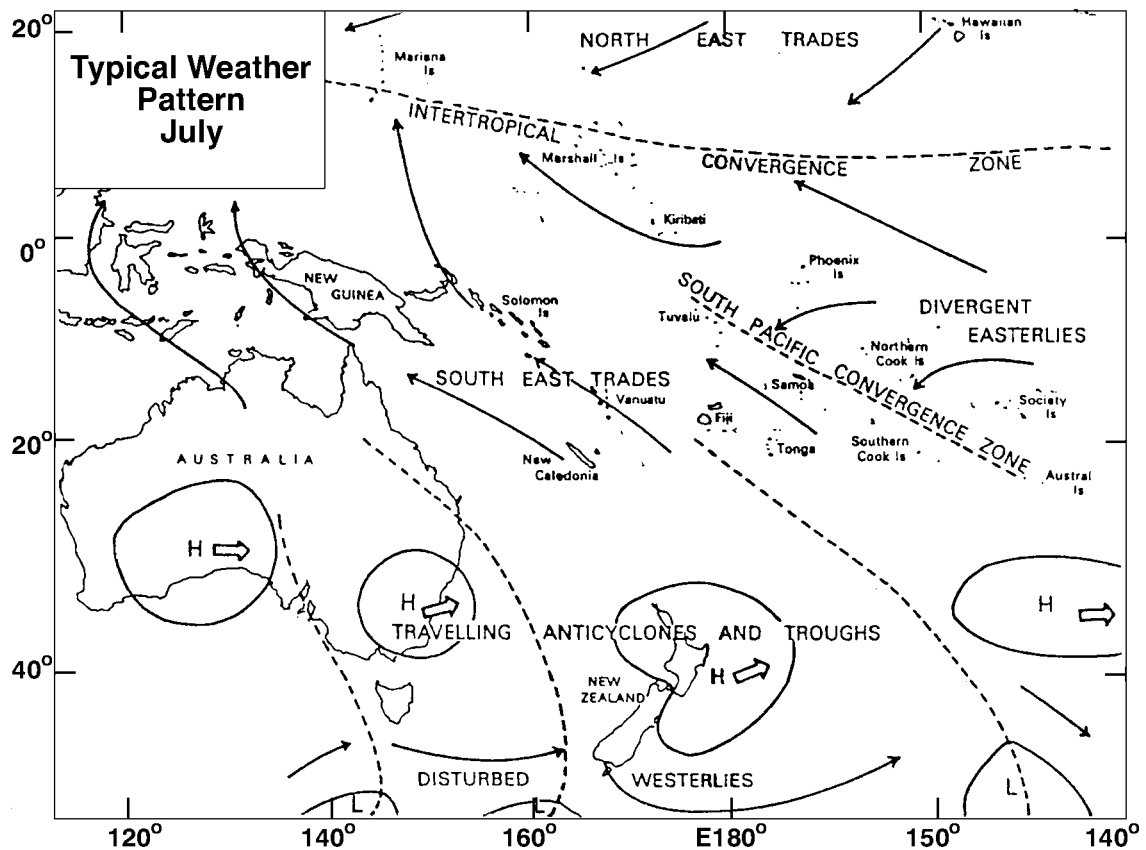 20°
Typical Weather
Pattern
July
NORTH EAST TRADES
Hawaiian
Is
Mariana
Is
INTERTROPICAL
CONVERGENCE
ZONE
Marshall Is
Kiribati
0°
NEW
GUINEA
Solomon
Is
Phoenix
Is
Tuvalu
SOUTH PACIFIC CONVERGENCE ZONE
DIVERGENT
EASTERLIES
Northern
Cook Is
SOUTH EAST TRADES
Vanuatu
Samoa
Society
Is
Fiji
Tonga
Southern
Cook Is
20°
AUSTRALIA
New
Caledonia
Austral
Is
H
H
H
TRAVELLING ANTICYCLONES AND TROUGHS
40°
NEW
ZEALAND
H
DISTURBED
WESTERLIES
L
L
L
120°
140°
160°
E180°
150°
140°